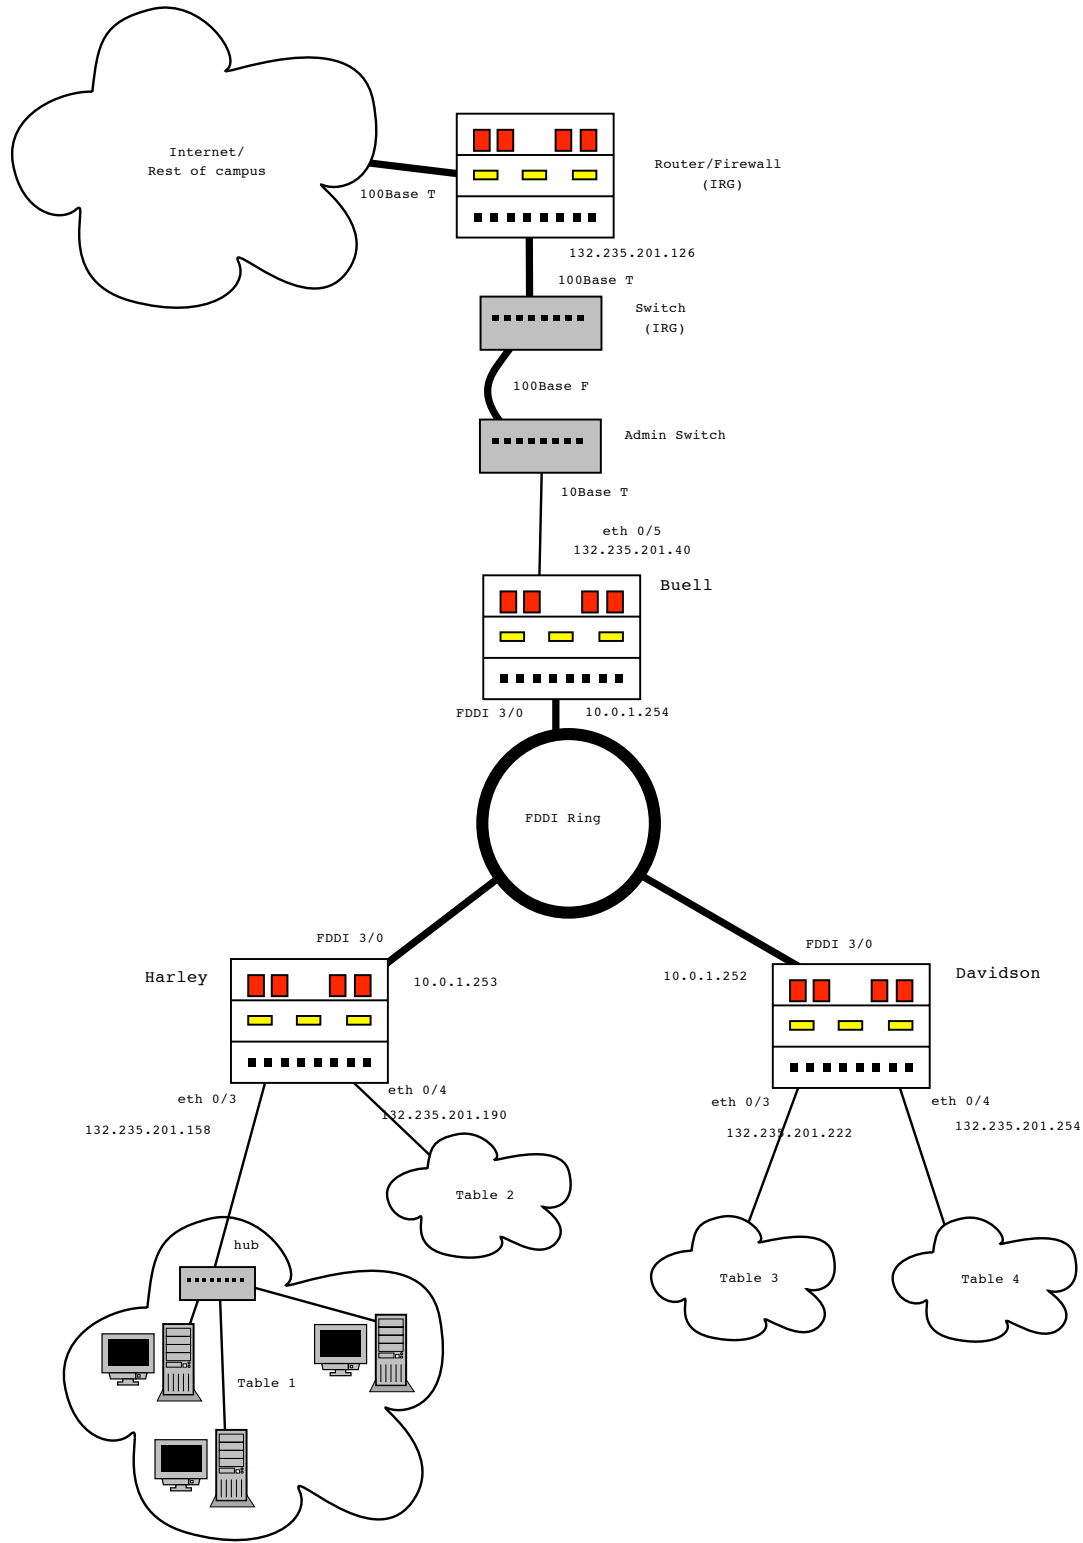 Internet/
Rest of campus
100Base T
Router/Firewall
(IRG)
132.235.201.126
100Base T
Switch
(IRG)
100Base F
Admin Switch
10Base T
eth 0/5
132.235.201.40
Buell
FDDI 3/0
10.0.1.254
FDDI Ring
FDDI 3/0
Harley
10.0.1.253
FDDI 3/0
10.0.1.252
Davidson
eth 0/3
132.235.201.158
eth 0/4
132.235.201.190
eth 0/3
132.235.201.222
eth 0/4
132.235.201.254
Table 2
hub
Table 3
Table 4
Table 1